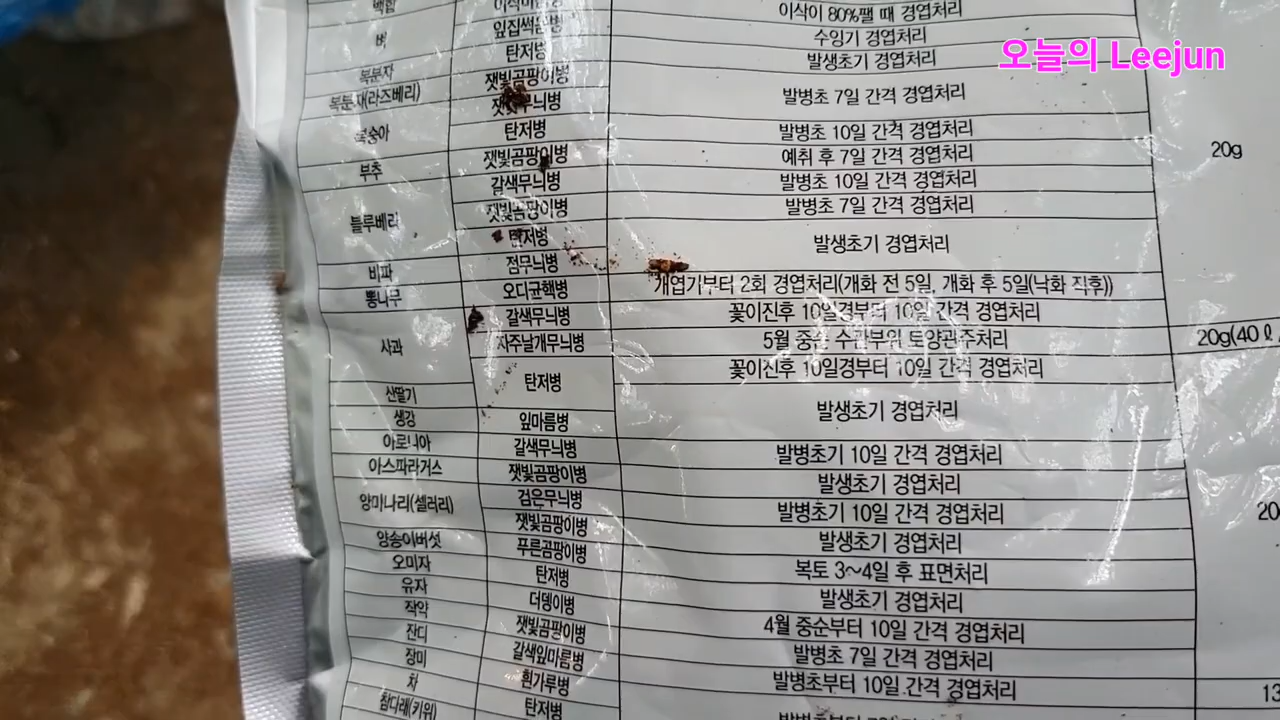 오늘의 Leejun
이삭이 80%팰 때 경엽처리
벼 잎집썩음병 수잉기 경엽처리
탄저병 발생초기 경엽처리
복분자 잿빛곰팡이병
복분자(라즈베리) 잿빛무늬병 발병초 7일 간격 경엽처리
복숭아 탄저병 발병초 10일 간격 경엽처리
20g
부추 잿빛곰팡이병 예취 후 7일 간격 경엽처리
갈색무늬병 발병초 10일 간격 경엽처리
블루베리 잿빛곰팡이병 발병초 7일 간격 경엽처리
탄저병 발생초기 경엽처리
비파 점무늬병
뽕나무 오디균핵병 개엽기부터 2회 경엽처리(개화 전 5일, 개화 후 5일(낙화 직후))
사과 갈색무늬병 꽃이진후 10일경부터 10일 간격 경엽처리
자주날개무늬병 5월 중순 수관부위 토양관주처리 20g(40ℓ
탄저병 꽃이진후 10일경부터 10일 간격 경엽처리
산딸기 발생초기 경엽처리
생강 잎마름병
아로니아 갈색무늬병 발병초기 10일 간격 경엽처리
아스파라거스 잿빛곰팡이병 발생초기 경엽처리
양미나리(셀러리) 검은무늬병 발병초기 10일 간격 경엽처리
20
잿빛곰팡이병 발생초기 경엽처리
양송이버섯 푸른곰팡이병 복토 3~4일 후 표면처리
오미자 탄저병 발생초기 경엽처리
유자 더뎅이병 4월 중순부터 10일 간격 경엽처리
작약 잿빛곰팡이병 발병초 7일 간격 경엽처리
잔디 갈색잎마름병 발병초부터 10일 간격 경엽처리
장미 흰가루병
13
차 탄저병
참다래(키위)